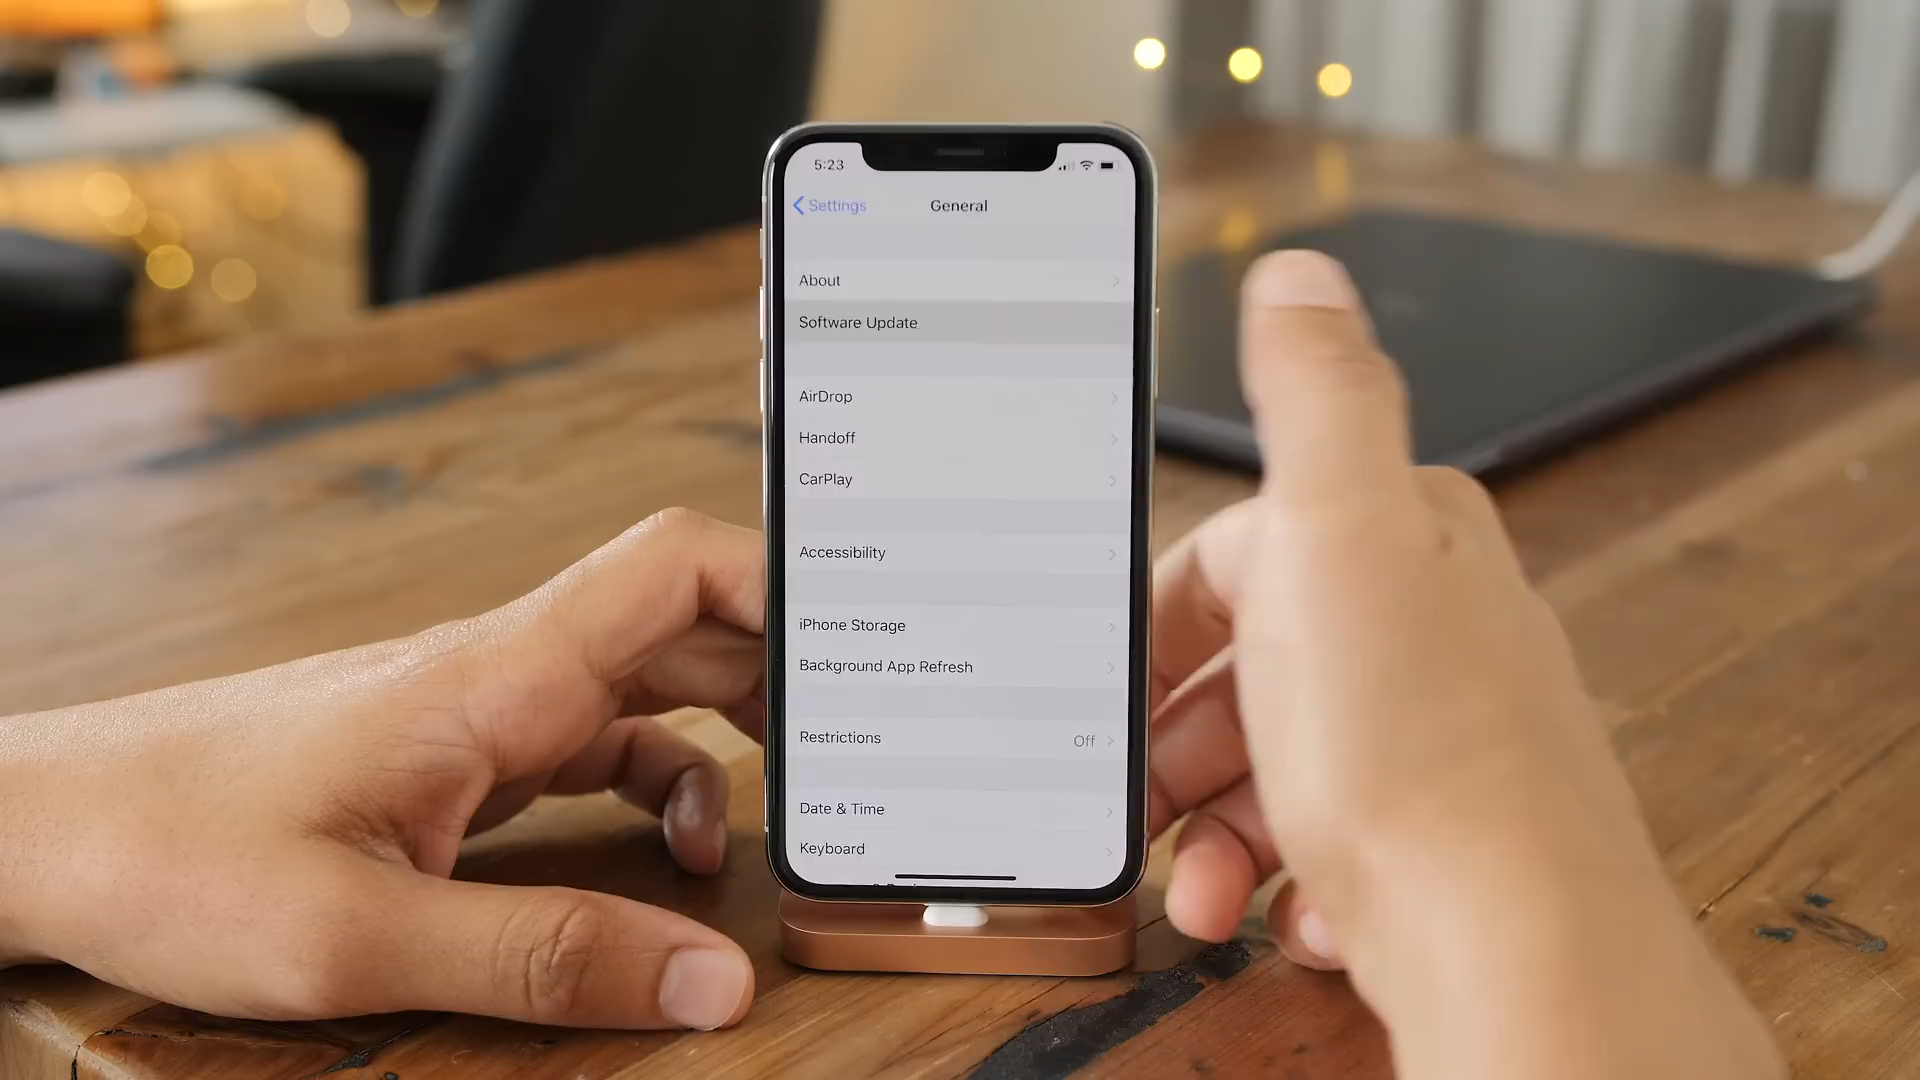 5:23
Settings
General
About
Software Update
AirDrop
Handoff
CarPlay
Accessibility
iPhone Storage
Background App Refresh
Restrictions
Off
Date & Time
Keyboard